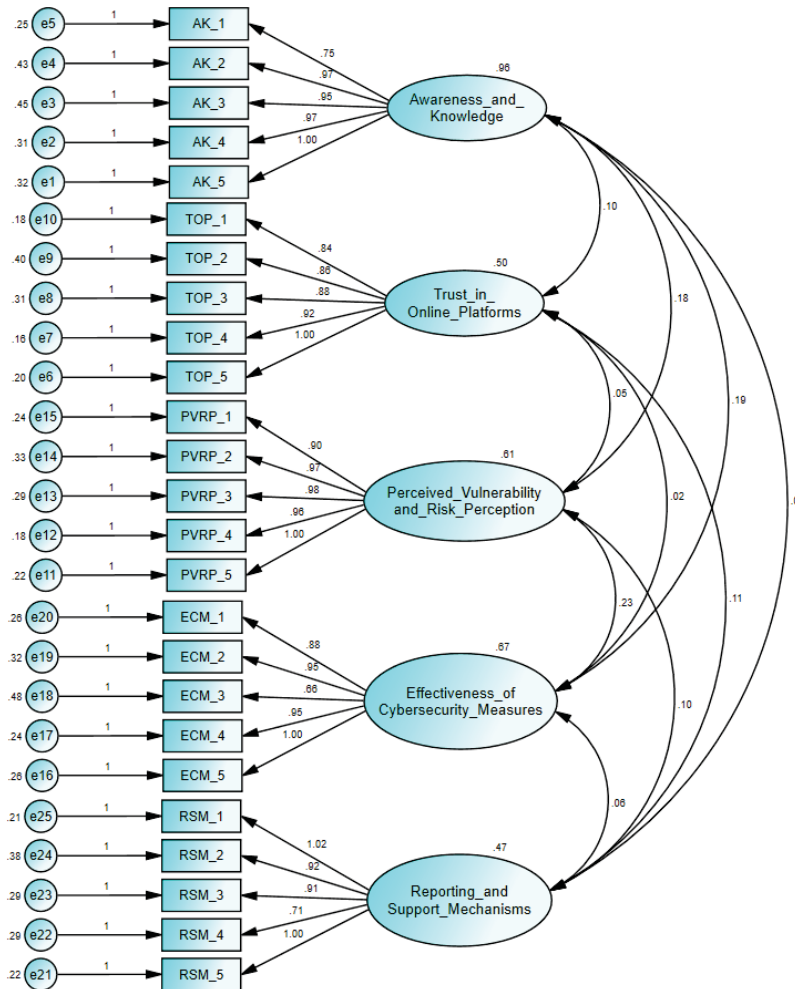 .25 e5 1 AK_1
.75
.43 e4 1 AK_2
.97
.96
.45 e3 1 AK_3
.95
Awareness_and_
Knowledge
.31 e2 1 AK_4
.97
.32 e1 1 AK_5
1.00
.10
.18 e10 1 TOP_1
.84
.40 e9 1 TOP_2
.86
.50
.31 e8 1 TOP_3
.88
Trust_in_
Online_Platforms
.18
.16 e7 1 TOP_4
.92
.20 e6 1 TOP_5
1.00
.05
.19
.24 e15 1 PVRP_1
.90
.33 e14 1 PVRP_2
.97
.61
.29 e13 1 PVRP_3
.98
Perceived_Vulnerability
and_Risk_Perception
.02
.18 e12 1 PVRP_4
.96
.22 e11 1 PVRP_5
1.00
.23
.11
.26 e20 1 ECM_1
.88
.32 e19 1 ECM_2
.95
.67
.48 e18 1 ECM_3
.66
Effectiveness_of
Cybersecurity_Measures
.10
.24 e17 1 ECM_4
.95
.26 e16 1 ECM_5
1.00
.06
.21 e25 1 RSM_1
1.02
.38 e24 1 RSM_2
.92
.47
.29 e23 1 RSM_3
.91
Reporting_and
Support_Mechanisms
.29 e22 1 RSM_4
.71
.22 e21 1 RSM_5
1.00